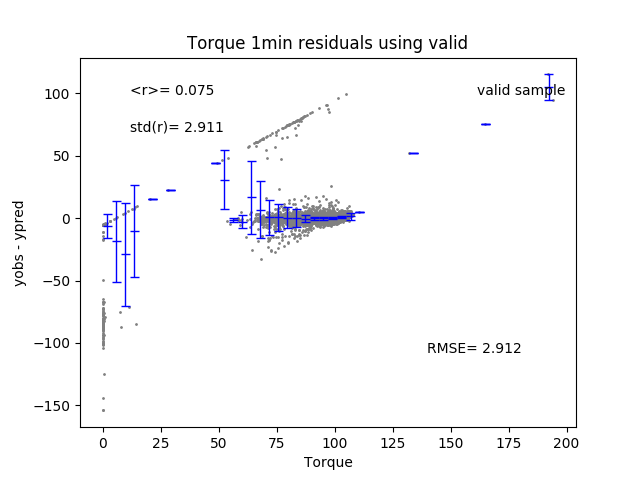 Torque 1min residuals using valid
<r>= 0.075
valid sample
std(r)= 2.911
RMSE= 2.912
yobs - ypred
100
50
0
−50
−100
−150
0
25
50
75
100
125
150
175
200
Torque